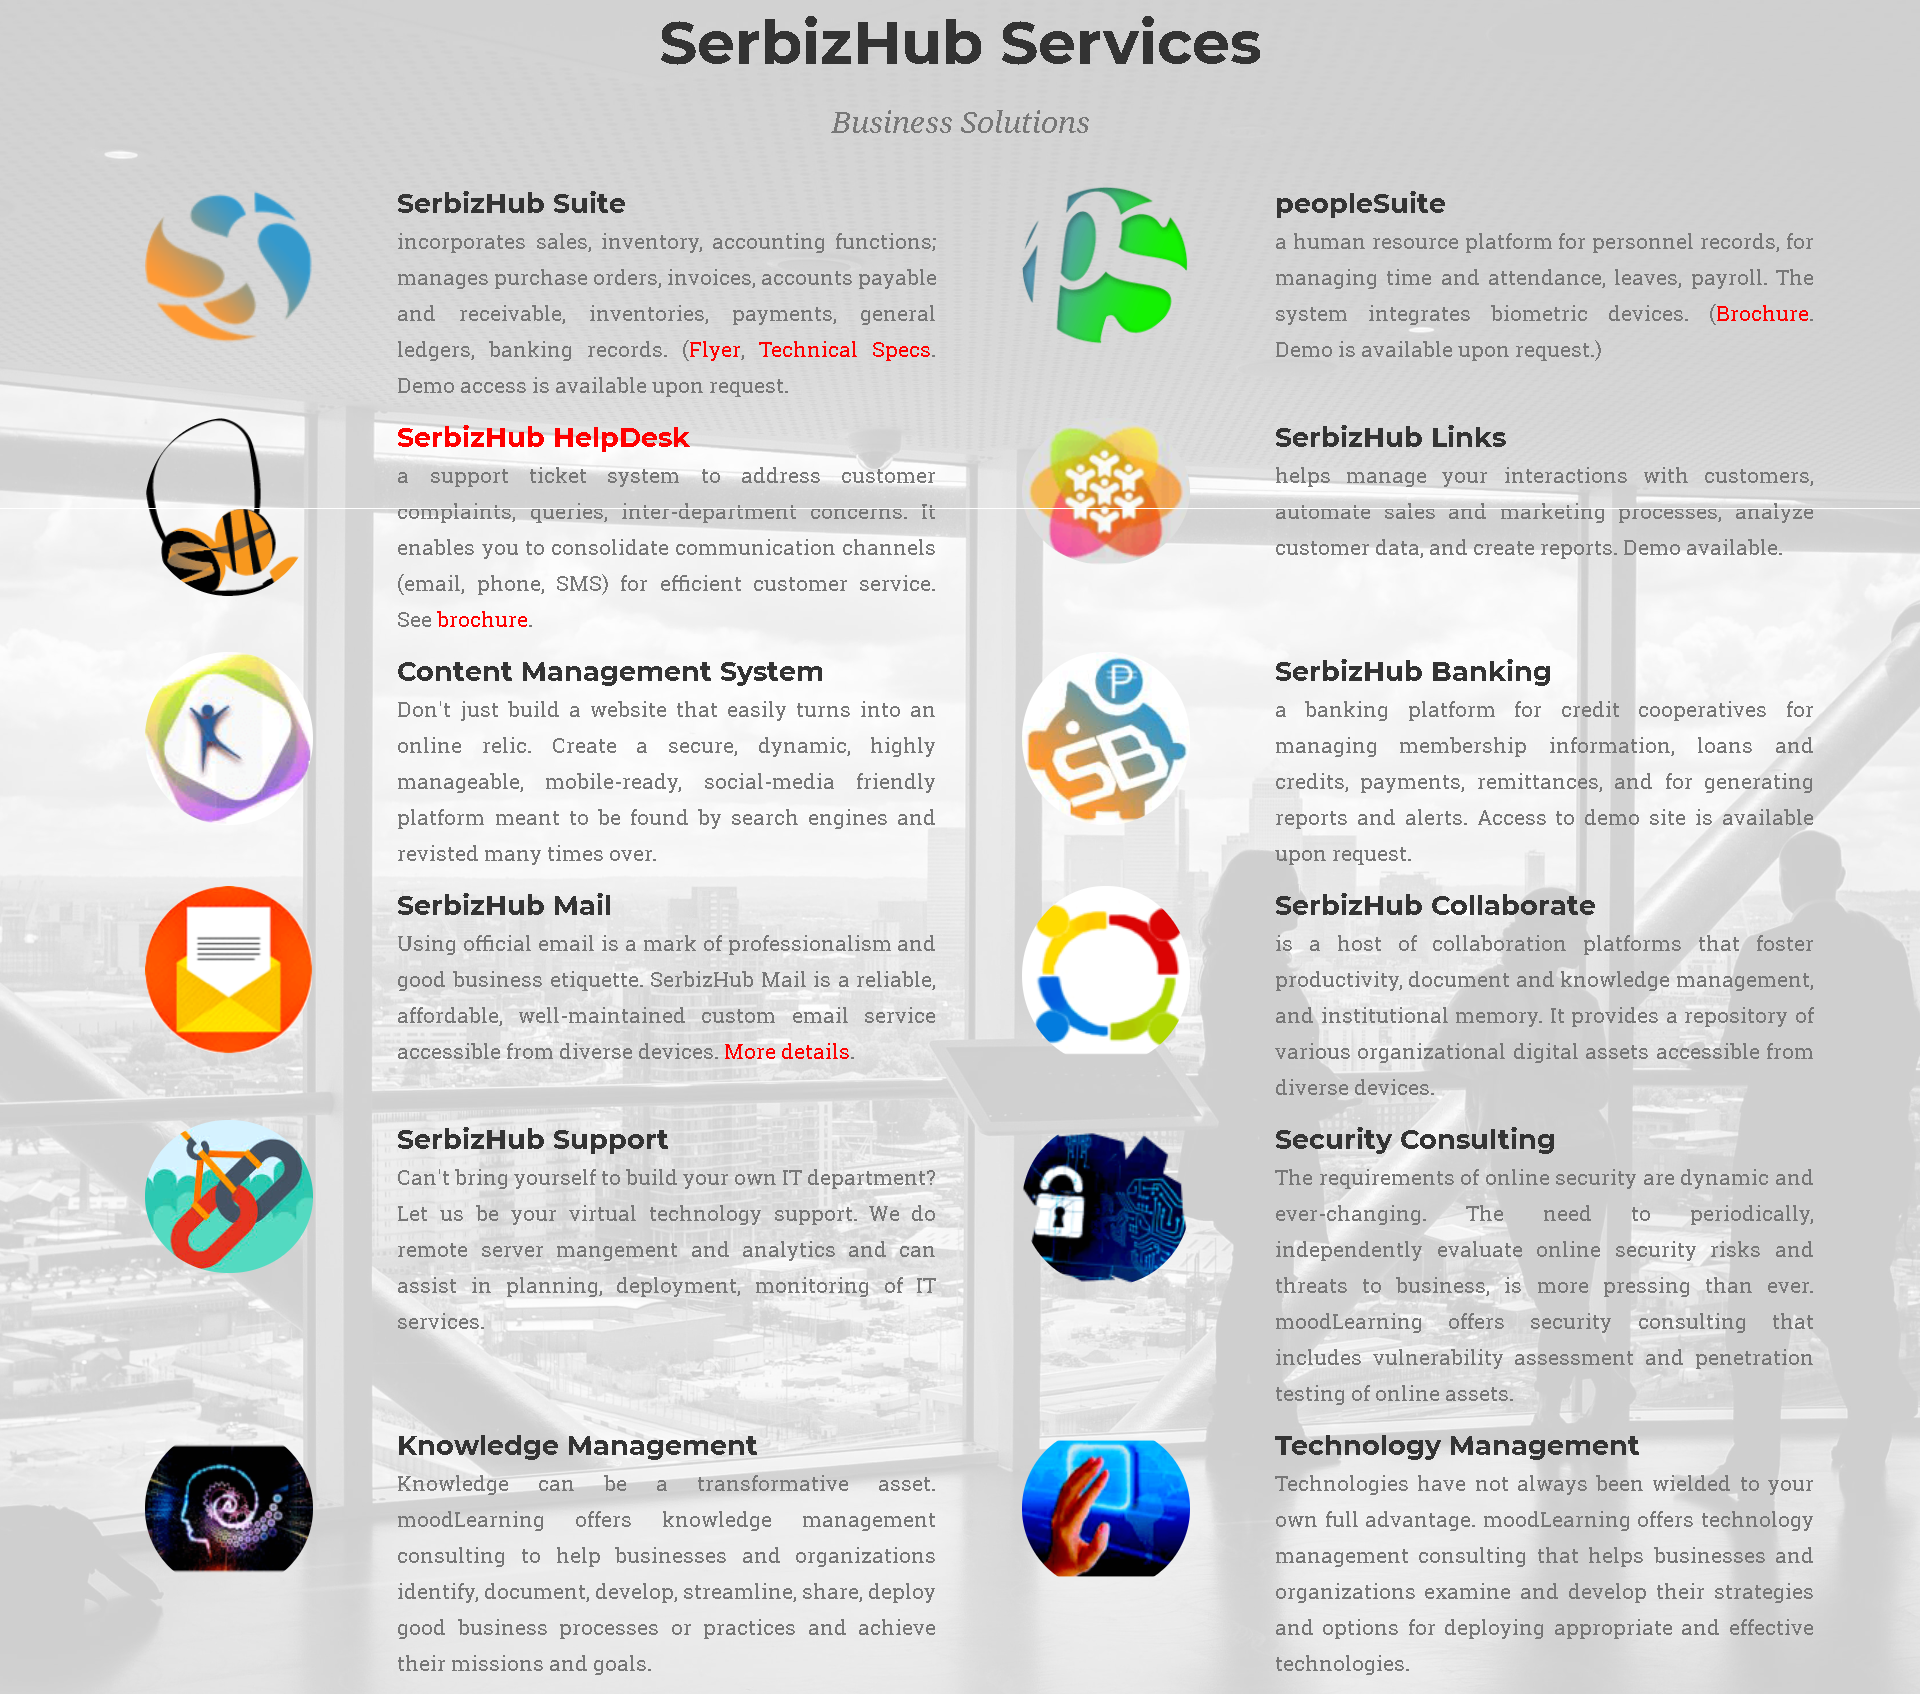 SerbizHub Services
Business Solutions
SerbizHub Suite
incorporates sales, inventory, accounting functions;
manages purchase orders, invoices, accounts payable
and receivable, inventories, payments, general
ledgers, banking records. (Flyer, Technical Specs.
Demo access is available upon request.
peopleSuite
a human resource platform for personnel records, for
managing time and attendance, leaves, payroll. The
system integrates biometric devices. (Brochure.
Demo is available upon request.)
SerbizHub HelpDesk
a support ticket system to address customer
complaints, queries, inter-department concerns. It
enables you to consolidate communication channels
(email, phone, SMS) for efficient customer service.
See brochure.
SerbizHub Links
helps manage your interactions with customers,
automate sales and marketing processes, analyze
customer data, and create reports. Demo available.
Content Management System
Don't just build a website that easily turns into an
online relic. Create a secure, dynamic, highly
manageable, mobile-ready, social-media friendly
platform meant to be found by search engines and
revisted many times over.
SB
SerbizHub Banking
a banking platform for credit cooperatives for
managing membership information, loans and
credits, payments, remittances, and for generating
reports and alerts. Access to demo site is available
upon request.
SerbizHub Mail
Using official email is a mark of professionalism and
good business etiquette. SerbizHub Mail is a reliable,
affordable, well-maintained custom email service
accessible from diverse devices. More details.
SerbizHub Collaborate
is a host of collaboration platforms that foster
productivity, document and knowledge management,
and institutional memory. It provides a repository of
various organizational digital assets accessible from
diverse devices.
SerbizHub Support
Can't bring yourself to build your own IT department?
Let us be your virtual technology support. We do
remote server mangement and analytics and can
assist in planning, deployment, monitoring of IT
services.
Security Consulting
The requirements of online security are dynamic and
ever-changing. The need to periodically,
independently evaluate online security risks and
threats to business, is more pressing than ever.
moodLearning offers security consulting that
includes vulnerability assessment and penetration
testing of online assets.
Knowledge Management
Knowledge can be a transformative asset.
moodLearning offers knowledge management
consulting to help businesses and organizations
identify, document, develop, streamline, share, deploy
good business processes or practices and achieve
their missions and goals.
Technology Management
Technologies have not always been wielded to your
own full advantage. moodLearning offers technology
management consulting that helps businesses and
organizations examine and develop their strategies
and options for deploying appropriate and effective
technologies.